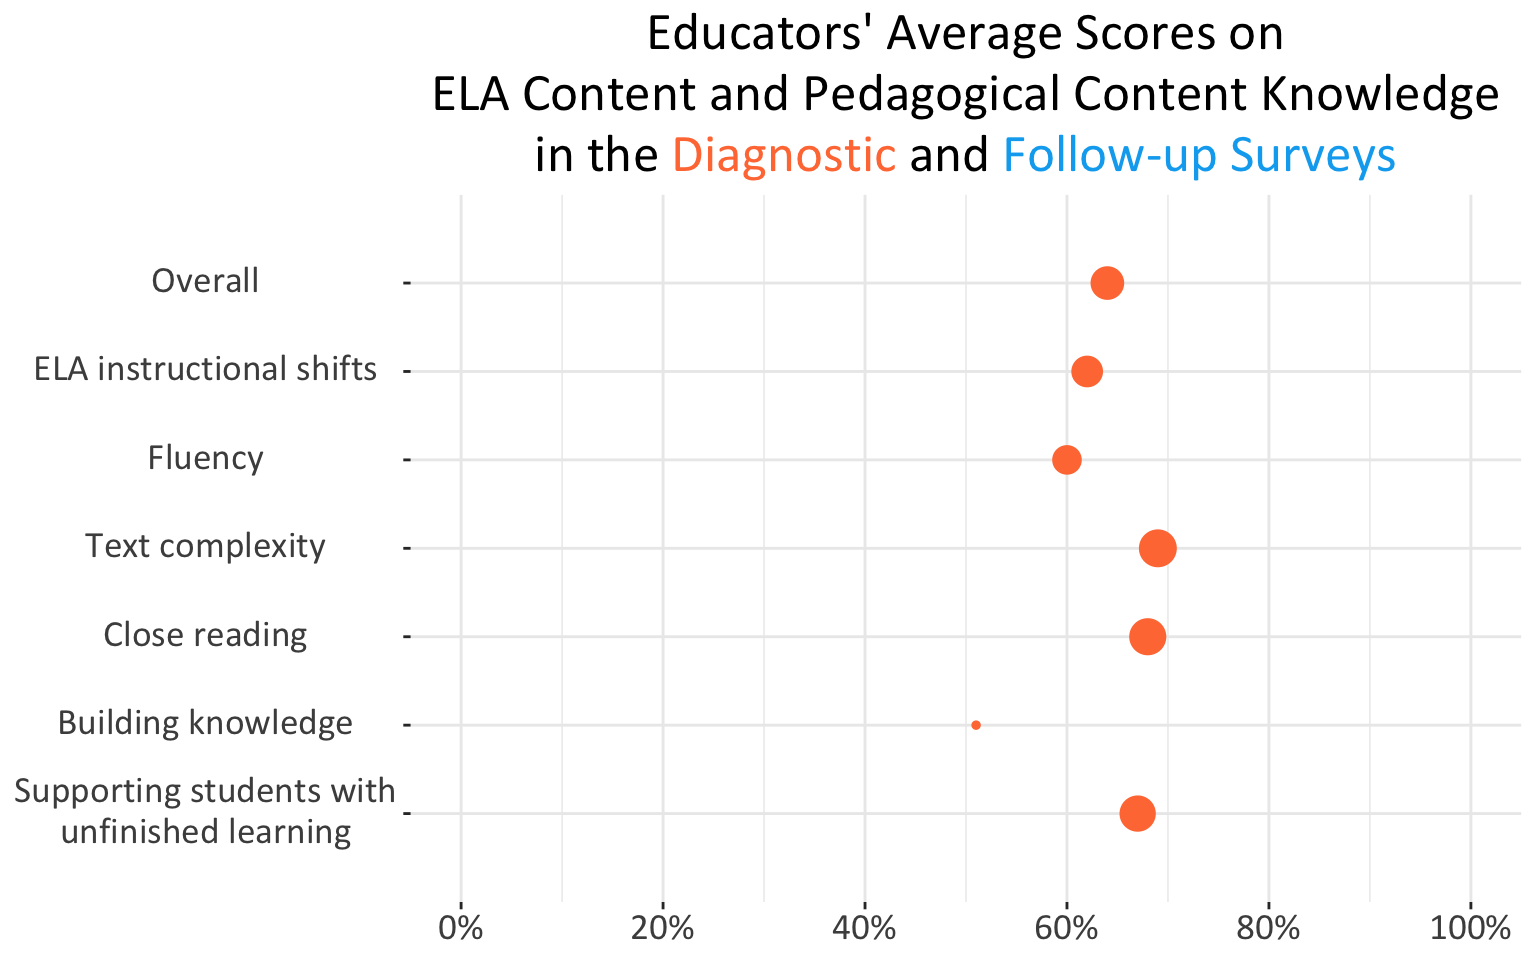 Educators' Average Scores on
ELA Content and Pedagogical Content Knowledge
in the Diagnostic and Follow-up Surveys
Overall
ELA instructional shifts
Fluency
Text complexity
Close reading
Building knowledge
Supporting students with
unfinished learning
0% 20% 40% 60% 80% 100%